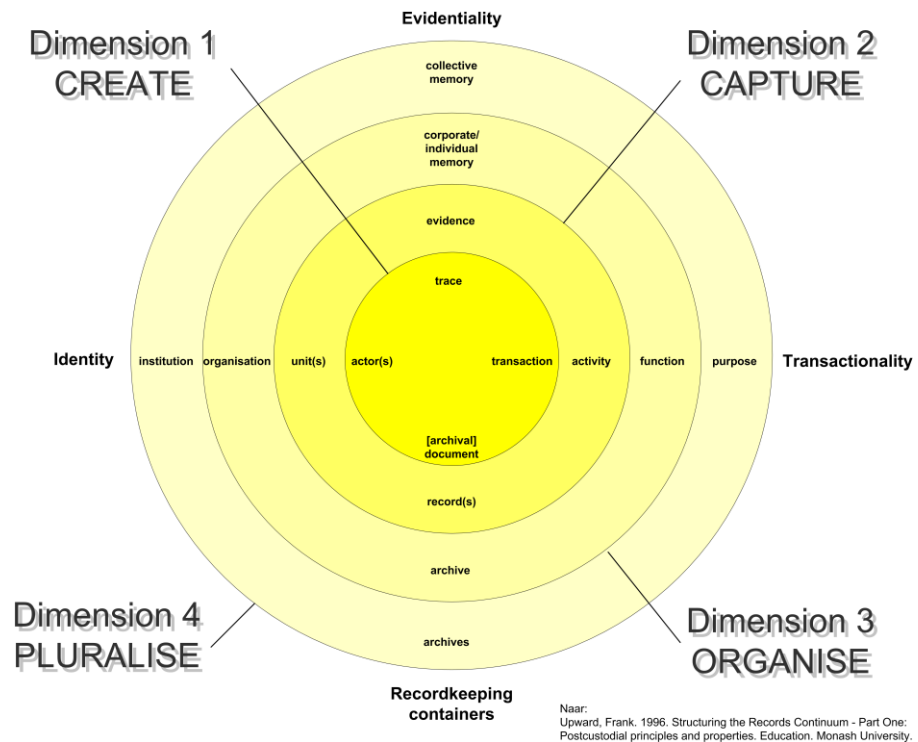 Evidentiality
Dimension 1
CREATE
Dimension 2
CAPTURE
collective
memory
corporate/
individual
memory
evidence
trace
Identity
institution
organisation
unit(s)
actor(s)
transaction
activity
function
purpose
Transactionality
[archival]
document
record(s)
archive
archives
Dimension 4
PLURALISE
Dimension 3
ORGANISE
Recordkeeping
containers
Naar:
Upward, Frank. 1996. Structuring the Records Continuum - Part One:
Postcustodial principles and properties. Education. Monash University.